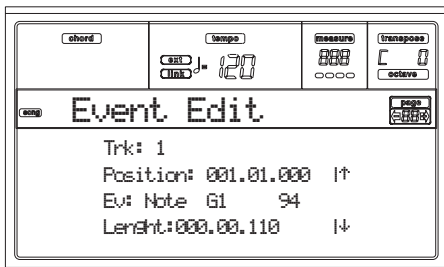 chord tempo measure transpose
ext link ♩= 120 888 C 0
octave
song Event Edit page
Trk: 1
Position: 001.01.000 |↑
Ev: Note G1 94
Lenght:000.00.110 |↓